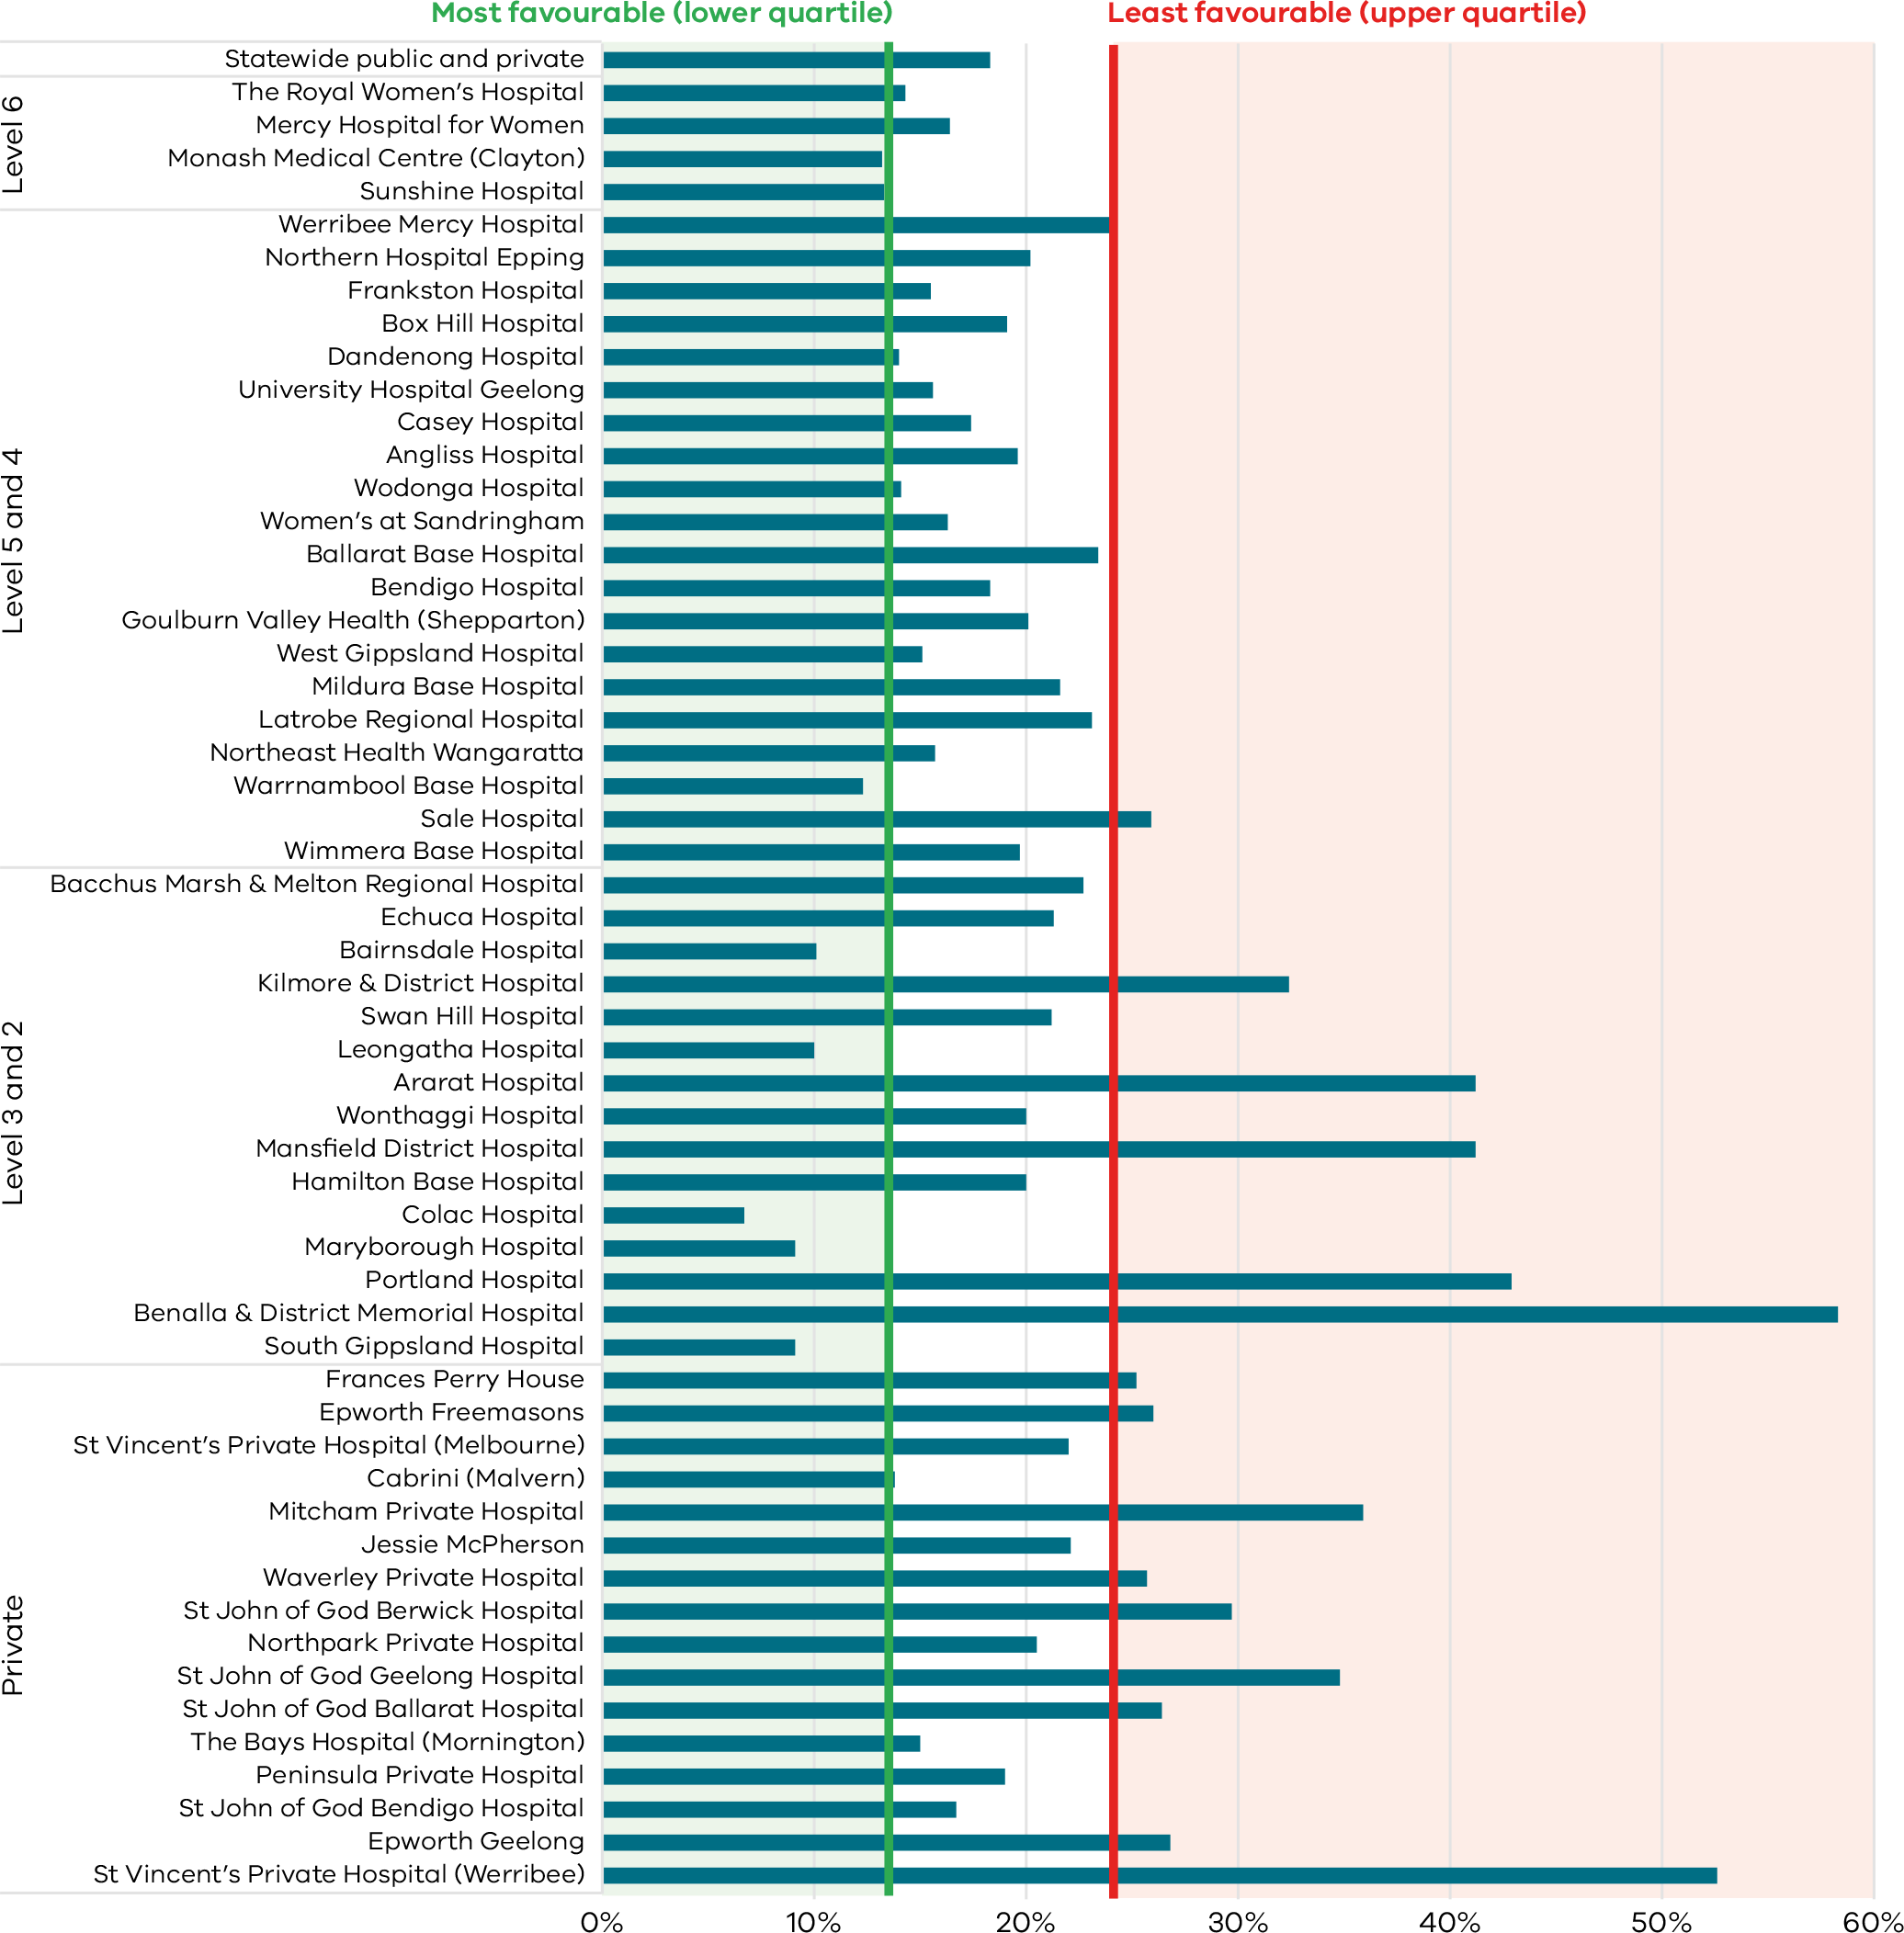 Most favourable (lower quartile)
Least favourable (upper quartile)
Statewide public and private
Level 6
The Royal Women's Hospital
Mercy Hospital for Women
Monash Medical Centre (Clayton)
Sunshine Hospital
Level 5 and 4
Werribee Mercy Hospital
Northern Hospital Epping
Frankston Hospital
Box Hill Hospital
Dandenong Hospital
University Hospital Geelong
Casey Hospital
Angliss Hospital
Wodonga Hospital
Women's at Sandringham
Ballarat Base Hospital
Bendigo Hospital
Goulburn Valley Health (Shepparton)
West Gippsland Hospital
Mildura Base Hospital
Latrobe Regional Hospital
Northeast Health Wangaratta
Warrnambool Base Hospital
Sale Hospital
Wimmera Base Hospital
Level 3 and 2
Bacchus Marsh & Melton Regional Hospital
Echuca Hospital
Bairnsdale Hospital
Kilmore & District Hospital
Swan Hill Hospital
Leongatha Hospital
Ararat Hospital
Wonthaggi Hospital
Mansfield District Hospital
Hamilton Base Hospital
Colac Hospital
Maryborough Hospital
Portland Hospital
Benalla & District Memorial Hospital
South Gippsland Hospital
Private
Frances Perry House
Epworth Freemasons
St Vincent's Private Hospital (Melbourne)
Cabrini (Malvern)
Mitcham Private Hospital
Jessie McPherson
Waverley Private Hospital
St John of God Berwick Hospital
Northpark Private Hospital
St John of God Geelong Hospital
St John of God Ballarat Hospital
The Bays Hospital (Mornington)
Peninsula Private Hospital
St John of God Bendigo Hospital
Epworth Geelong
St Vincent's Private Hospital (Werribee)
0% 10% 20% 30% 40% 50% 60%